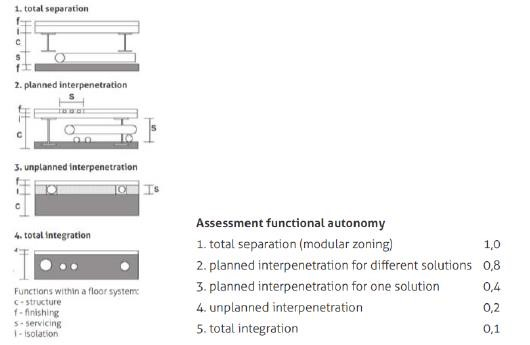 1. total separation
f
i
c
s
f
2. planned interpenetration
s
f
i
c
s
3. unplanned interpenetration
f
i
s
c
4. total integration
Functions within a floor system:
c - structure
f - finishing
s - servicing
i - isolation
Assessment functional autonomy
1. total separation (modular zoning) 1,0
2. planned interpenetration for different solutions 0,8
3. planned interpenetration for one solution 0,4
4. unplanned interpenetration 0,2
5. total integration 0,1